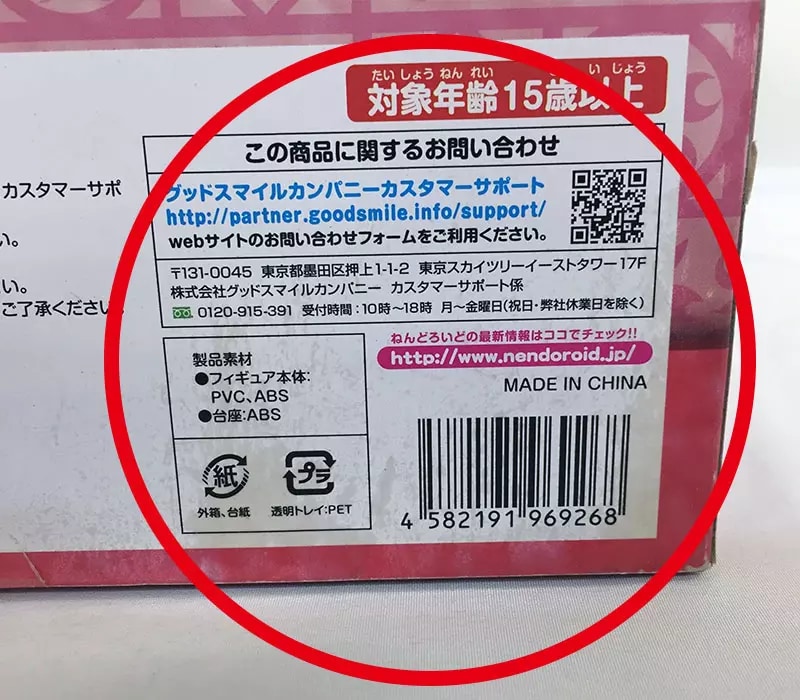 たいしょうねんれい いじょう
対象年齢15歳以上
この商品に関するお問い合わせ
カスタマーサポ
グッドスマイルカンパニーカスタマーサポート
http://partner.goodsmile.info/support/
い。
webサイトのお問い合わせフォームをご利用ください。
〒131-0045 東京都墨田区押上1-1-2 東京スカイツリーイーストタワー17F
い。
株式会社グッドスマイルカンパニー カスタマーサポート係
ご了承ください。
0120-915-391 受付時間:10時~18時 月~金曜日(祝日・弊社休業日を除く)
ねんどろいどの最新情報はココでチェック!!
http://www.nendoroid.jp/
MADE IN CHINA
製品素材
●フィギュア本体:
PVC、ABS
●台座:ABS
紙
プラ
外箱、台紙 透明トレイ:PET
4 582191 969268